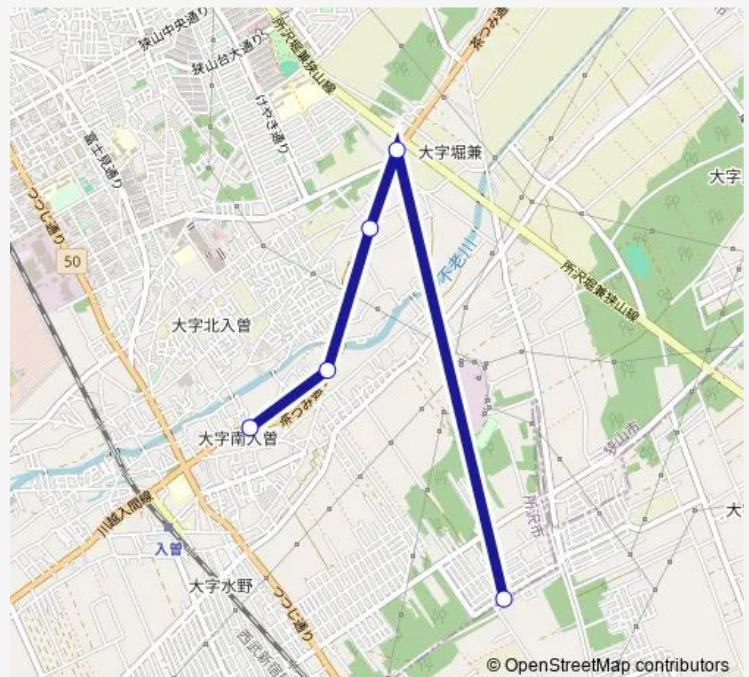 狭山中央通り
所沢堀兼狭山線
茶つみ通り
狭山台大通り
けやき通り
富士見通り
大字堀兼
大字
つつじ通り
50
不老川
所沢堀兼狭山線
大字北入曽
茶つみ通
大字南入曽
狭山市
川越入間線
所沢市
大
入曽
大字水野
つつじ通り
西武新宿
© OpenStreetMap contributors